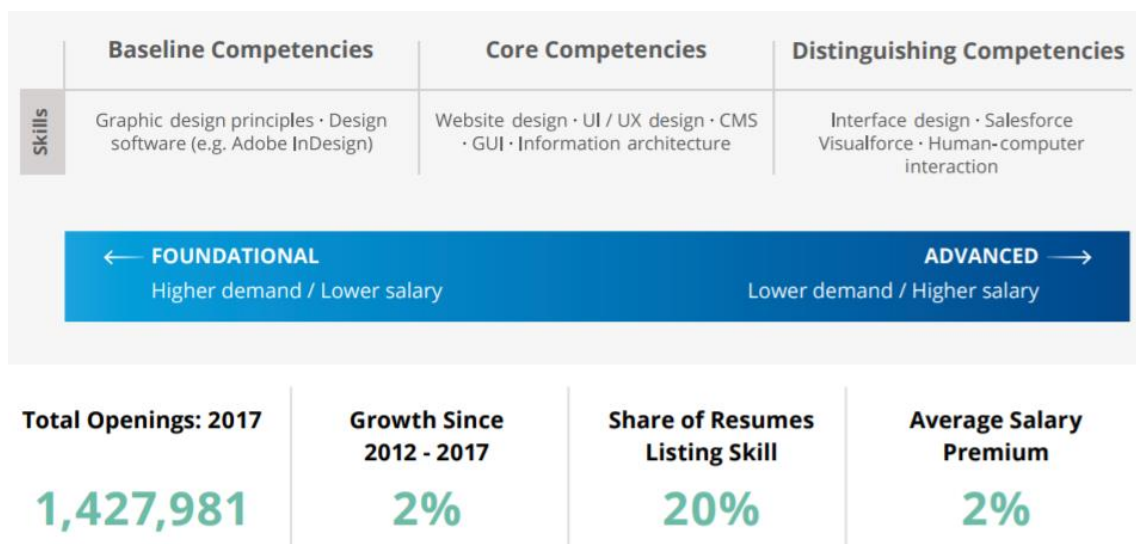 Baseline Competencies
Core Competencies
Distinguishing Competencies
Skills
Graphic design principles · Design
software (e.g. Adobe InDesign)
Website design · UI / UX design · CMS
· GUI · Information architecture
Interface design · Salesforce
Visualforce · Human-computer
interaction
← FOUNDATIONAL
Higher demand / Lower salary
ADVANCED →
Lower demand / Higher salary
Total Openings: 2017
1,427,981
Growth Since
2012 - 2017
2%
Share of Resumes
Listing Skill
20%
Average Salary
Premium
2%